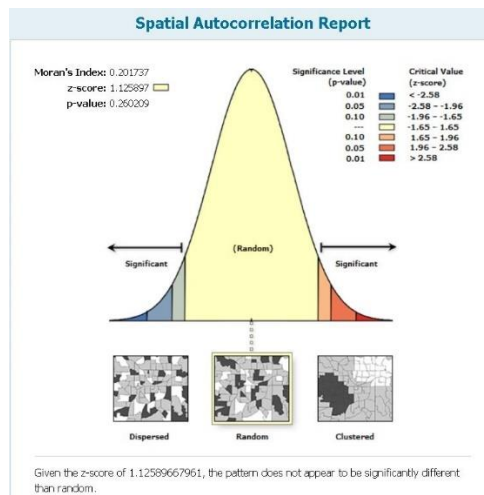 Spatial Autocorrelation Report
Moran's Index: 0.201737
z-score: 1.125897
p-value: 0.260209
Significance Level
(p-value)
Critical Value
(z-score)
0.01 < -2.58
0.05 -2.58 - -1.96
0.10 -1.96 - -1.65
--- -1.65 - 1.65
0.10 1.65 - 1.96
0.05 1.96 - 2.58
0.01 > 2.58
(Random)
Significant Significant
Dispersed Random Clustered
Given the z-score of 1.12589667961, the pattern does not appear to be significantly different
than random.